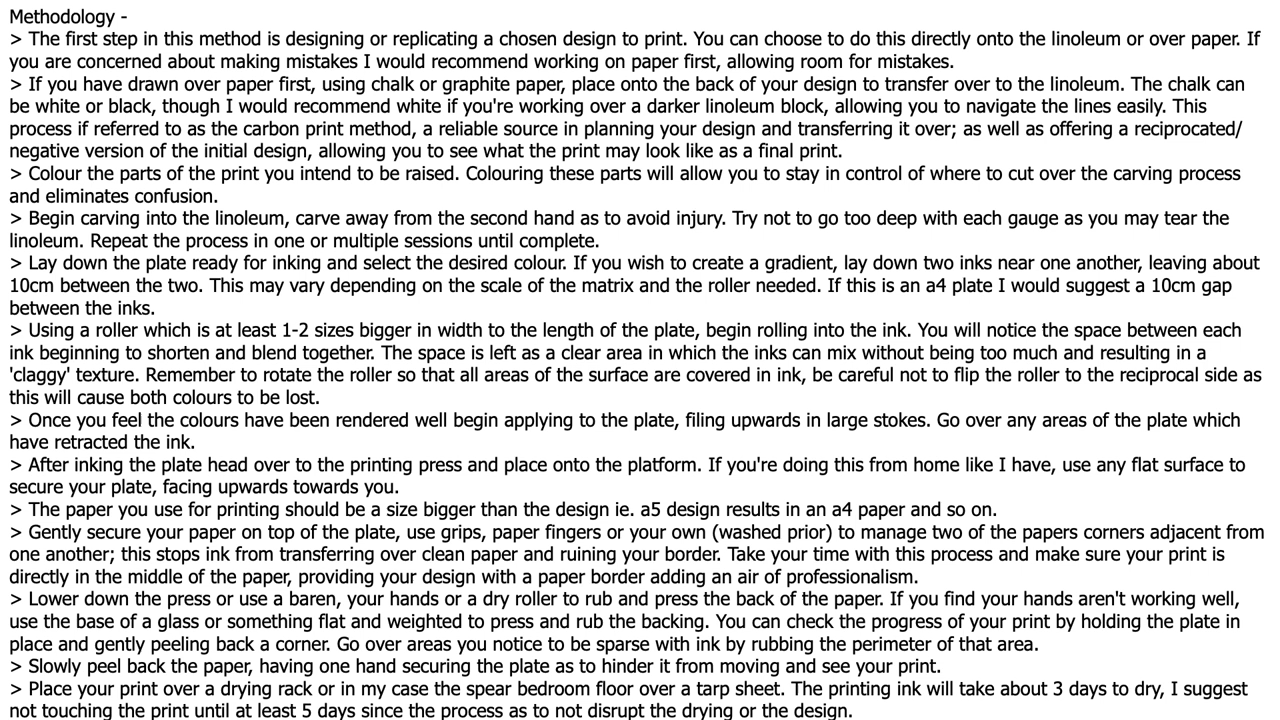 Methodology -
> The first step in this method is designing or replicating a chosen design to print. You can choose to do this directly onto the linoleum or over paper. If
you are concerned about making mistakes I would recommend working on paper first, allowing room for mistakes.
> If you have drawn over paper first, using chalk or graphite paper, place onto the back of your design to transfer over to the linoleum. The chalk can
be white or black, though I would recommend white if you're working over a darker linoleum block, allowing you to navigate the lines easily. This
process if referred to as the carbon print method, a reliable source in planning your design and transferring it over; as well as offering a reciprocated/
negative version of the initial design, allowing you to see what the print may look like as a final print.
> Colour the parts of the print you intend to be raised. Colouring these parts will allow you to stay in control of where to cut over the carving process
and eliminates confusion.
> Begin carving into the linoleum, carve away from the second hand as to avoid injury. Try not to go too deep with each gauge as you may tear the
linoleum. Repeat the process in one or multiple sessions until complete.
> Lay down the plate ready for inking and select the desired colour. If you wish to create a gradient, lay down two inks near one another, leaving about
10cm between the two. This may vary depending on the scale of the matrix and the roller needed. If this is an a4 plate I would suggest a 10cm gap
between the inks.
> Using a roller which is at least 1-2 sizes bigger in width to the length of the plate, begin rolling into the ink. You will notice the space between each
ink beginning to shorten and blend together. The space is left as a clear area in which the inks can mix without being too much and resulting in a
'claggy' texture. Remember to rotate the roller so that all areas of the surface are covered in ink, be careful not to flip the roller to the reciprocal side as
this will cause both colours to be lost.
> Once you feel the colours have been rendered well begin applying to the plate, filing upwards in large stokes. Go over any areas of the plate which
have retracted the ink.
> After inking the plate head over to the printing press and place onto the platform. If you're doing this from home like I have, use any flat surface to
secure your plate, facing upwards towards you.
> The paper you use for printing should be a size bigger than the design ie. a5 design results in an a4 paper and so on.
> Gently secure your paper on top of the plate, use grips, paper fingers or your own (washed prior) to manage two of the papers corners adjacent from
one another; this stops ink from transferring over clean paper and ruining your border. Take your time with this process and make sure your print is
directly in the middle of the paper, providing your design with a paper border adding an air of professionalism.
> Lower down the press or use a baren, your hands or a dry roller to rub and press the back of the paper. If you find your hands aren't working well,
use the base of a glass or something flat and weighted to press and rub the backing. You can check the progress of your print by holding the plate in
place and gently peeling back a corner. Go over areas you notice to be sparse with ink by rubbing the perimeter of that area.
> Slowly peel back the paper, having one hand securing the plate as to hinder it from moving and see your print.
> Place your print over a drying rack or in my case the spear bedroom floor over a tarp sheet. The printing ink will take about 3 days to dry, I suggest
not touching the print until at least 5 days since the process as to not disrupt the drying or the design.